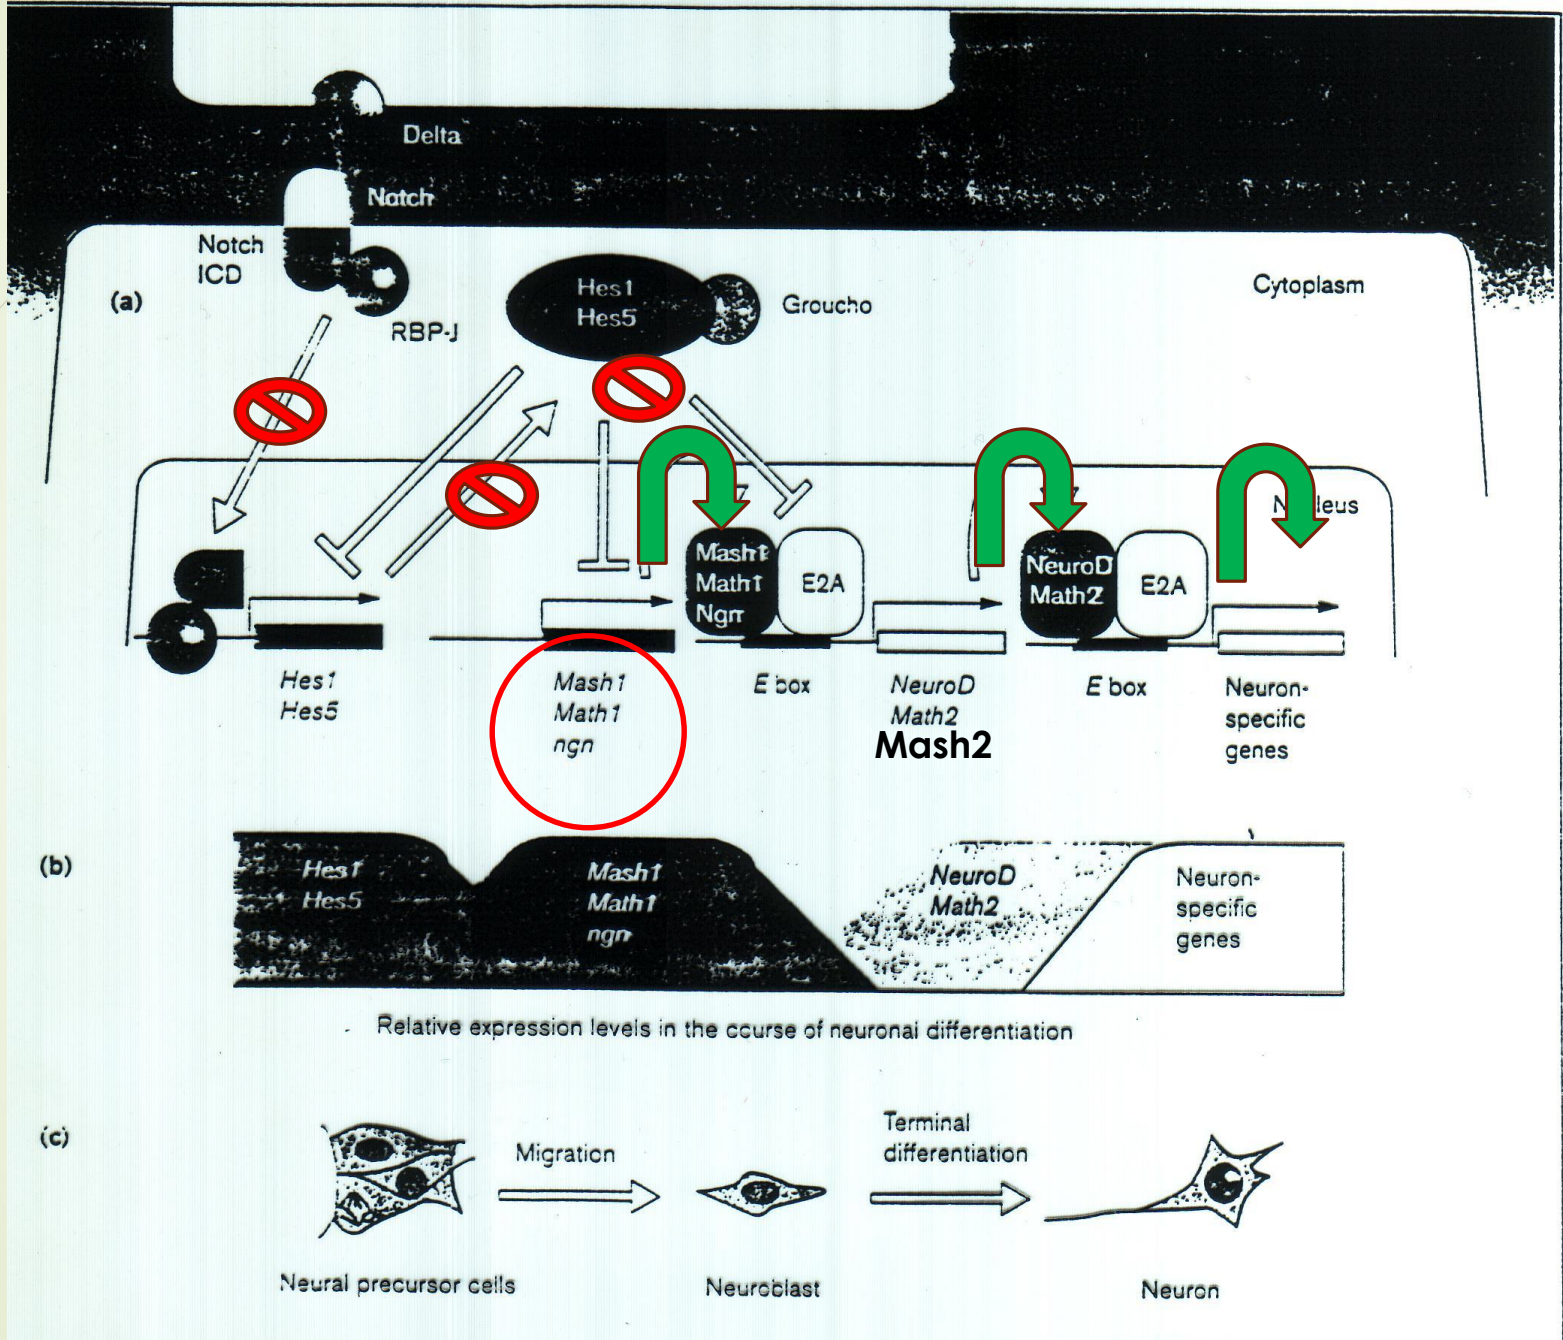 Delta
Notch
Notch
ICD
(a)
RBP-J
Hes1
Hes5
Groucho
Cytoplasm
Nucleus
Mash1
Math1
Ngn
E2A
NeuroD
Math2
E2A
Hes1
Hes5
Mash1
Math1
ngn
E box
NeuroD
Math2
Mash2
E box
Neuron-
specific
genes
(b)
Hes1
Hes5
Mash1
Math1
ngn
NeuroD
Math2
Neuron-
specific
genes
Relative expression levels in the course of neuronal differentiation
(c)
Migration
Terminal
differentiation
Neural precursor cells
Neuroblast
Neuron